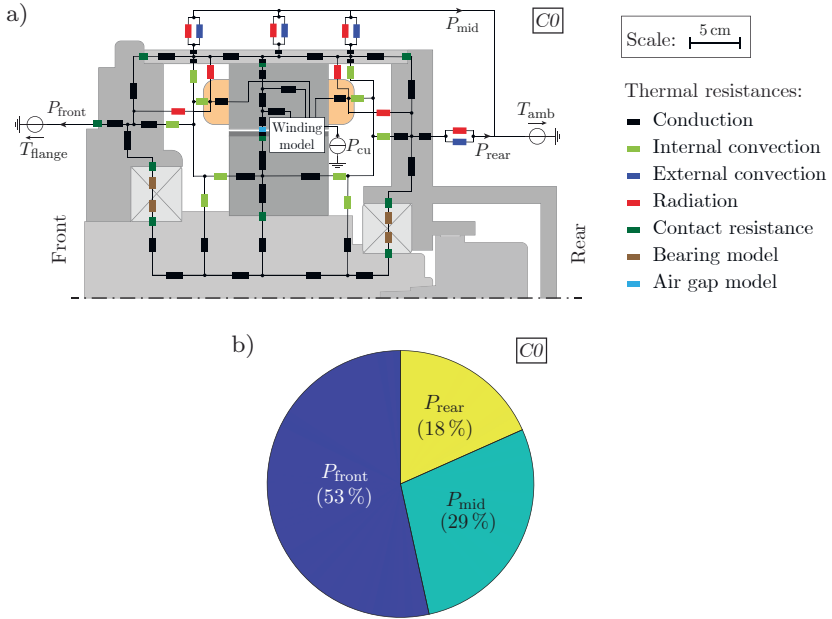 a)
P_mid
C0
Scale:
5 cm
Thermal resistances:
Conduction
Internal convection
External convection
Radiation
Contact resistance
Bearing model
Air gap model
P_front
T_flange
Winding
model
P_cu
T_amb
P_rear
Front
Rear
b)
C0
P_rear
(18 %)
P_front
(53 %)
P_mid
(29 %)